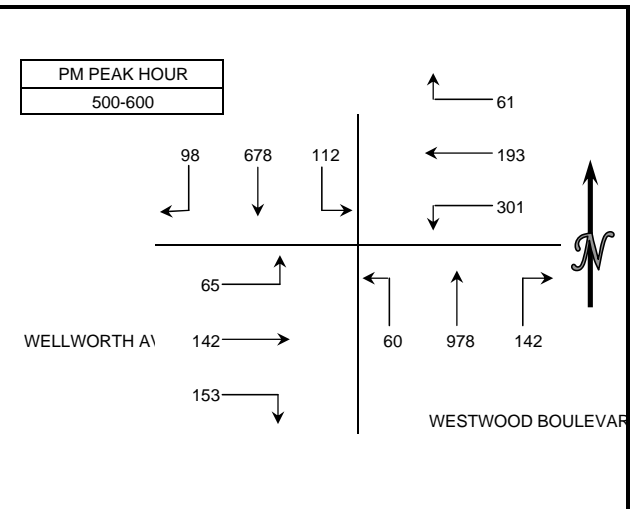 PM PEAK HOUR
500-600
61
98 678 112 193
301
65
WELLWORTH AV 142 60 978 142
153
WESTWOOD BOULEVAR
N